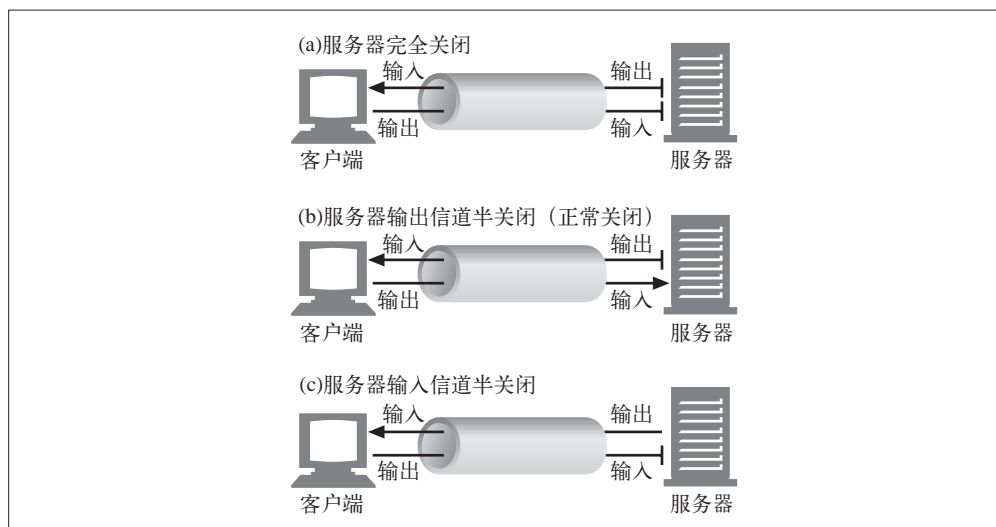 (a)服务器完全关闭
输入 输出
输出 输入
客户端 服务器
(b)服务器输出信道半关闭（正常关闭）
输入 输出
输出 输入
客户端 服务器
(c)服务器输入信道半关闭
输入 输出
输出 输入
客户端 服务器